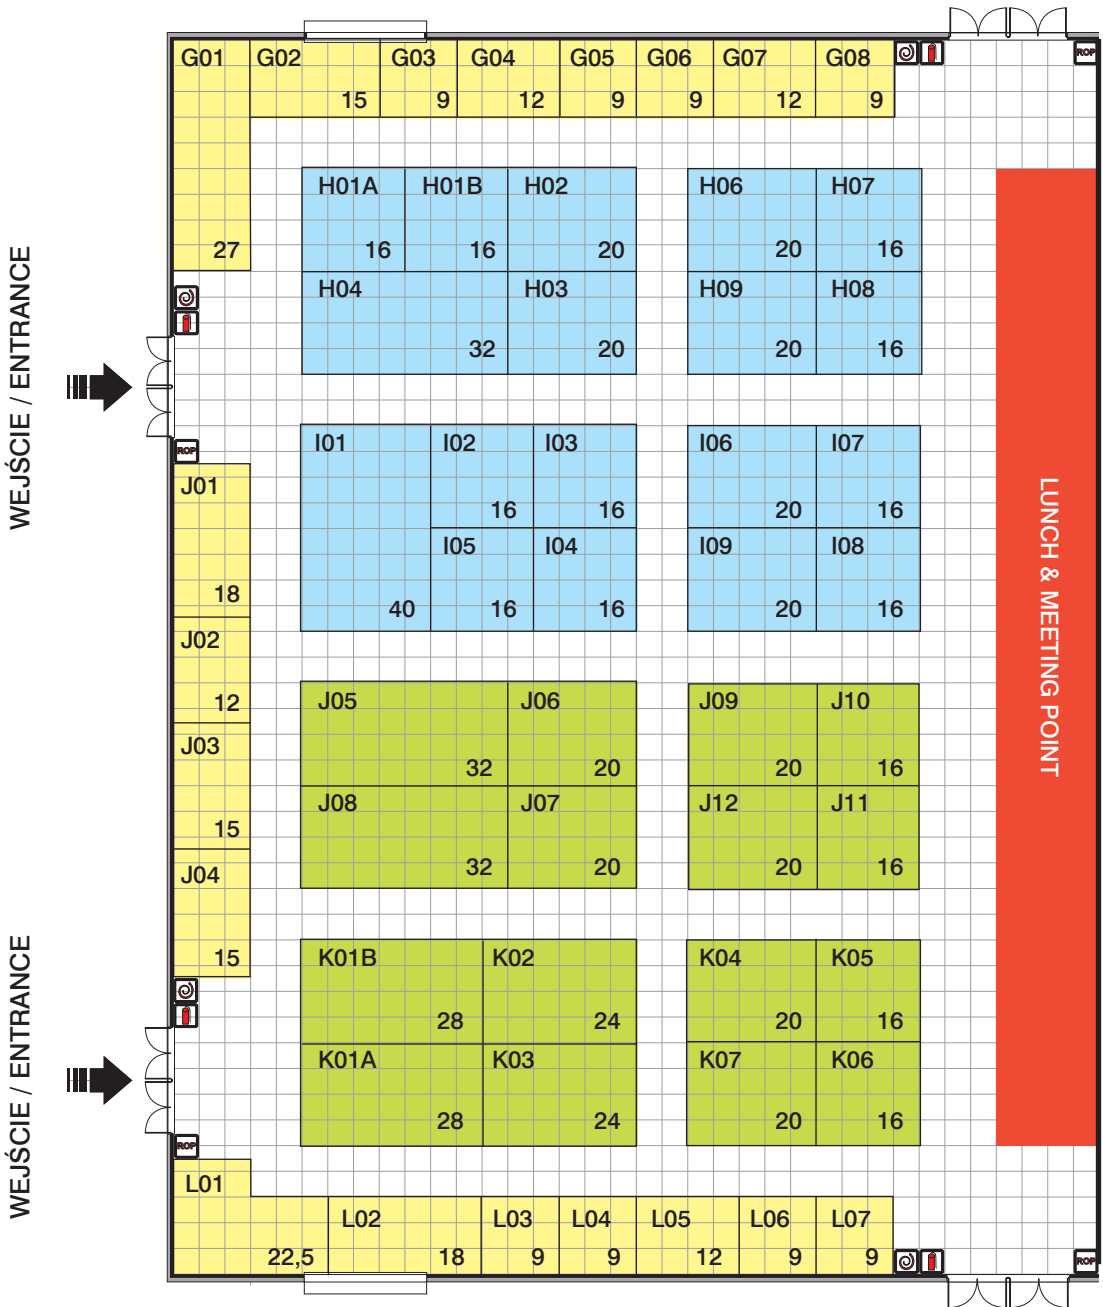 G01 G02 G03 G04 G05 G06 G07 G08 ROP
15 9 12 9 9 12 9
27
H01A H01B H02 H06 H07
16 16 20 20 16
H04 H03 H09 H08
32 20 20 16
WEJŚCIE / ENTRANCE
ROP
I01 I02 I03 I06 I07
16 16 20 16
I05 I04 I09 I08
40 16 16 20 16
J01
18
J02
12
J03
15
J04
15
J05 J06 J09 J10
32 20 20 16
J08 J07 J12 J11
32 20 20 16
LUNCH & MEETING POINT
WEJŚCIE / ENTRANCE
K01B K02 K04 K05
28 24 20 16
K01A K03 K07 K06
28 24 20 16
ROP
L01
L02 L03 L04 L05 L06 L07
22,5 18 9 9 12 9 9 ROP